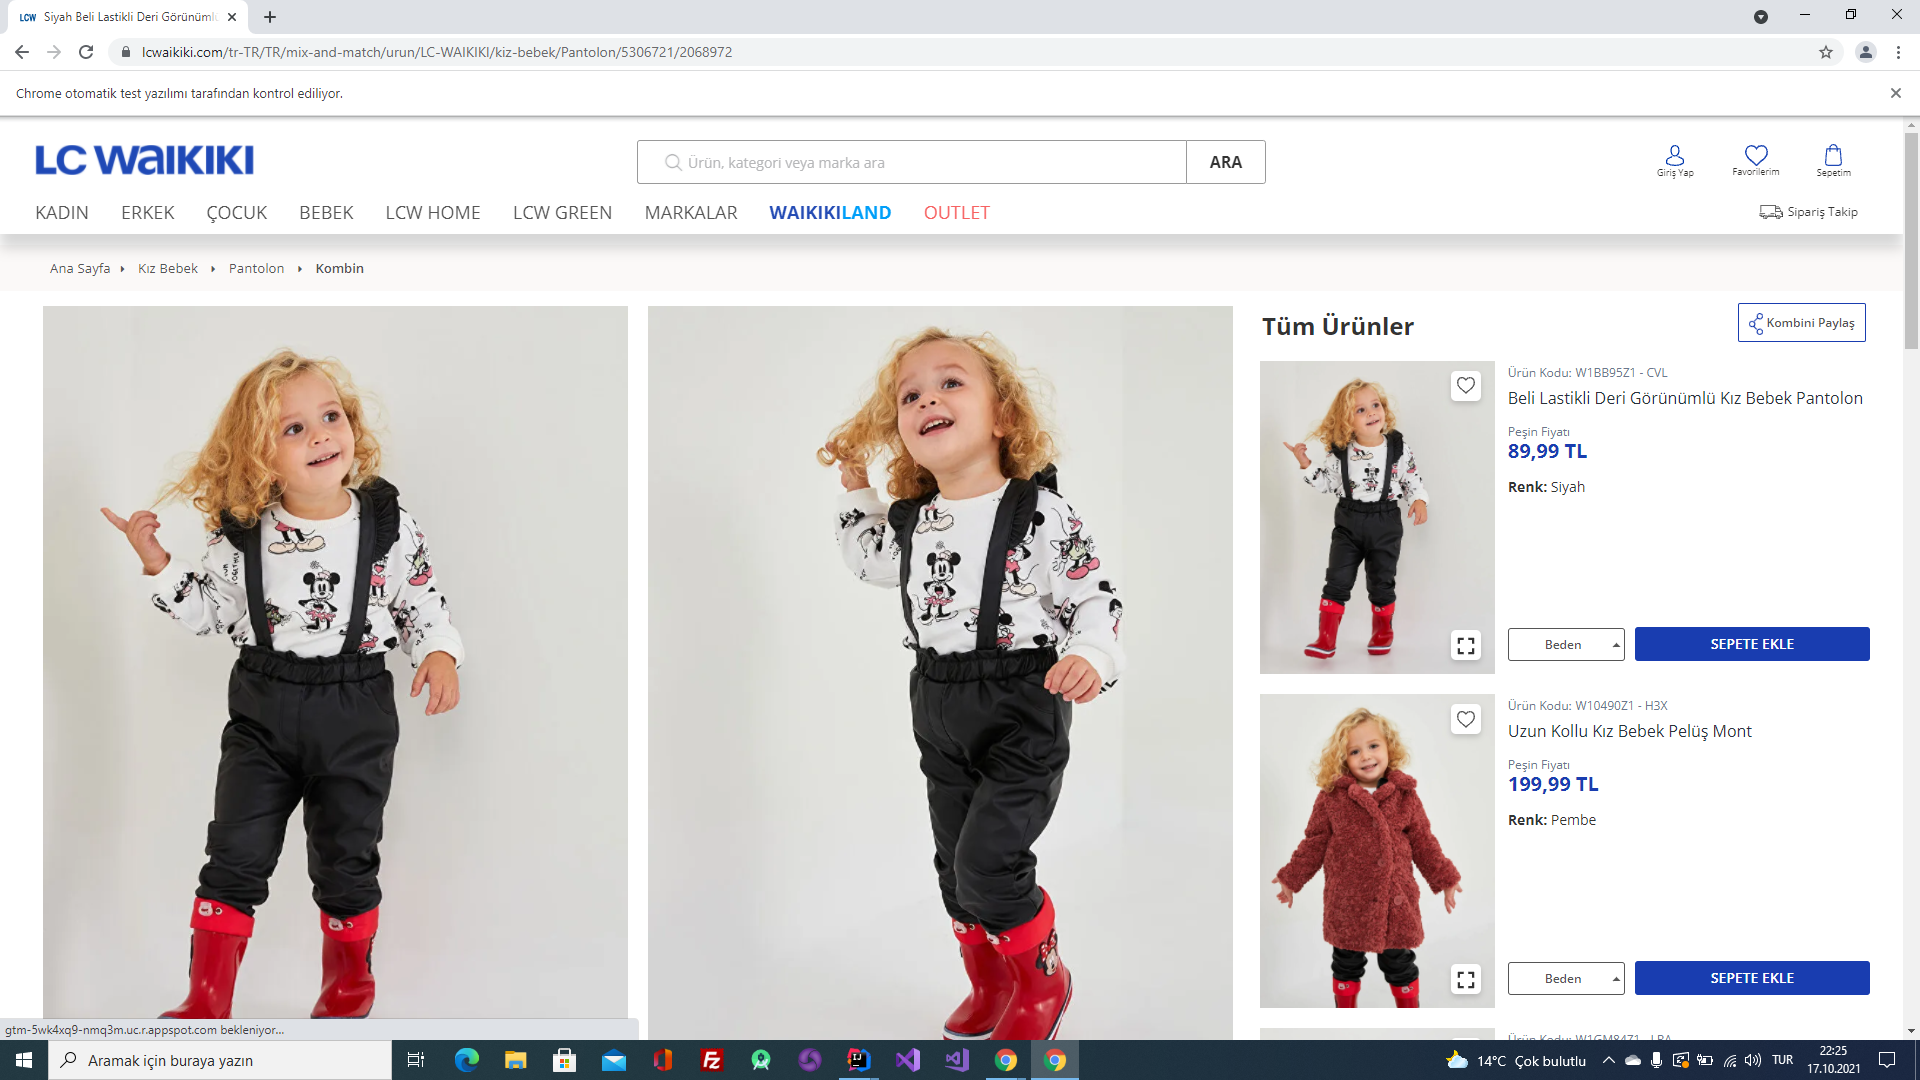 LCW Siyah Beli Lastikli Deri Görünümlü
lcwaikiki.com/tr-TR/TR/mix-and-match/urun/LC-WAIKIKI/kiz-bebek/Pantolon/5306721/2068972
Chrome otomatik test yazılımı tarafından kontrol ediliyor.
LC WAIKIKI
Ürün, kategori veya marka ara
ARA
Giriş Yap
Favorilerim
Sepetim
KADIN ERKEK ÇOCUK BEBEK LCW HOME LCW GREEN MARKALAR WAIKIKILAND OUTLET
Sipariş Takip
Ana Sayfa Kız Bebek Pantolon Kombin
Tüm Ürünler
Kombini Paylaş
Ürün Kodu: W1BB95Z1 - CVL
Beli Lastikli Deri Görünümlü Kız Bebek Pantolon
Peşin Fiyatı
89,99 TL
Renk: Siyah
Beden
SEPETE EKLE
Ürün Kodu: W10490Z1 - H3X
Uzun Kollu Kız Bebek Pelüş Mont
Peşin Fiyatı
199,99 TL
Renk: Pembe
Beden
SEPETE EKLE
Ürün Kodu: W1GM84Z1 - LRA
gtm-5wk4xq9-nmq3m.uc.r.appspot.com bekleniyor...
Aramak için buraya yazın
14°C Çok bulutlu
TUR
22:25
17.10.2021